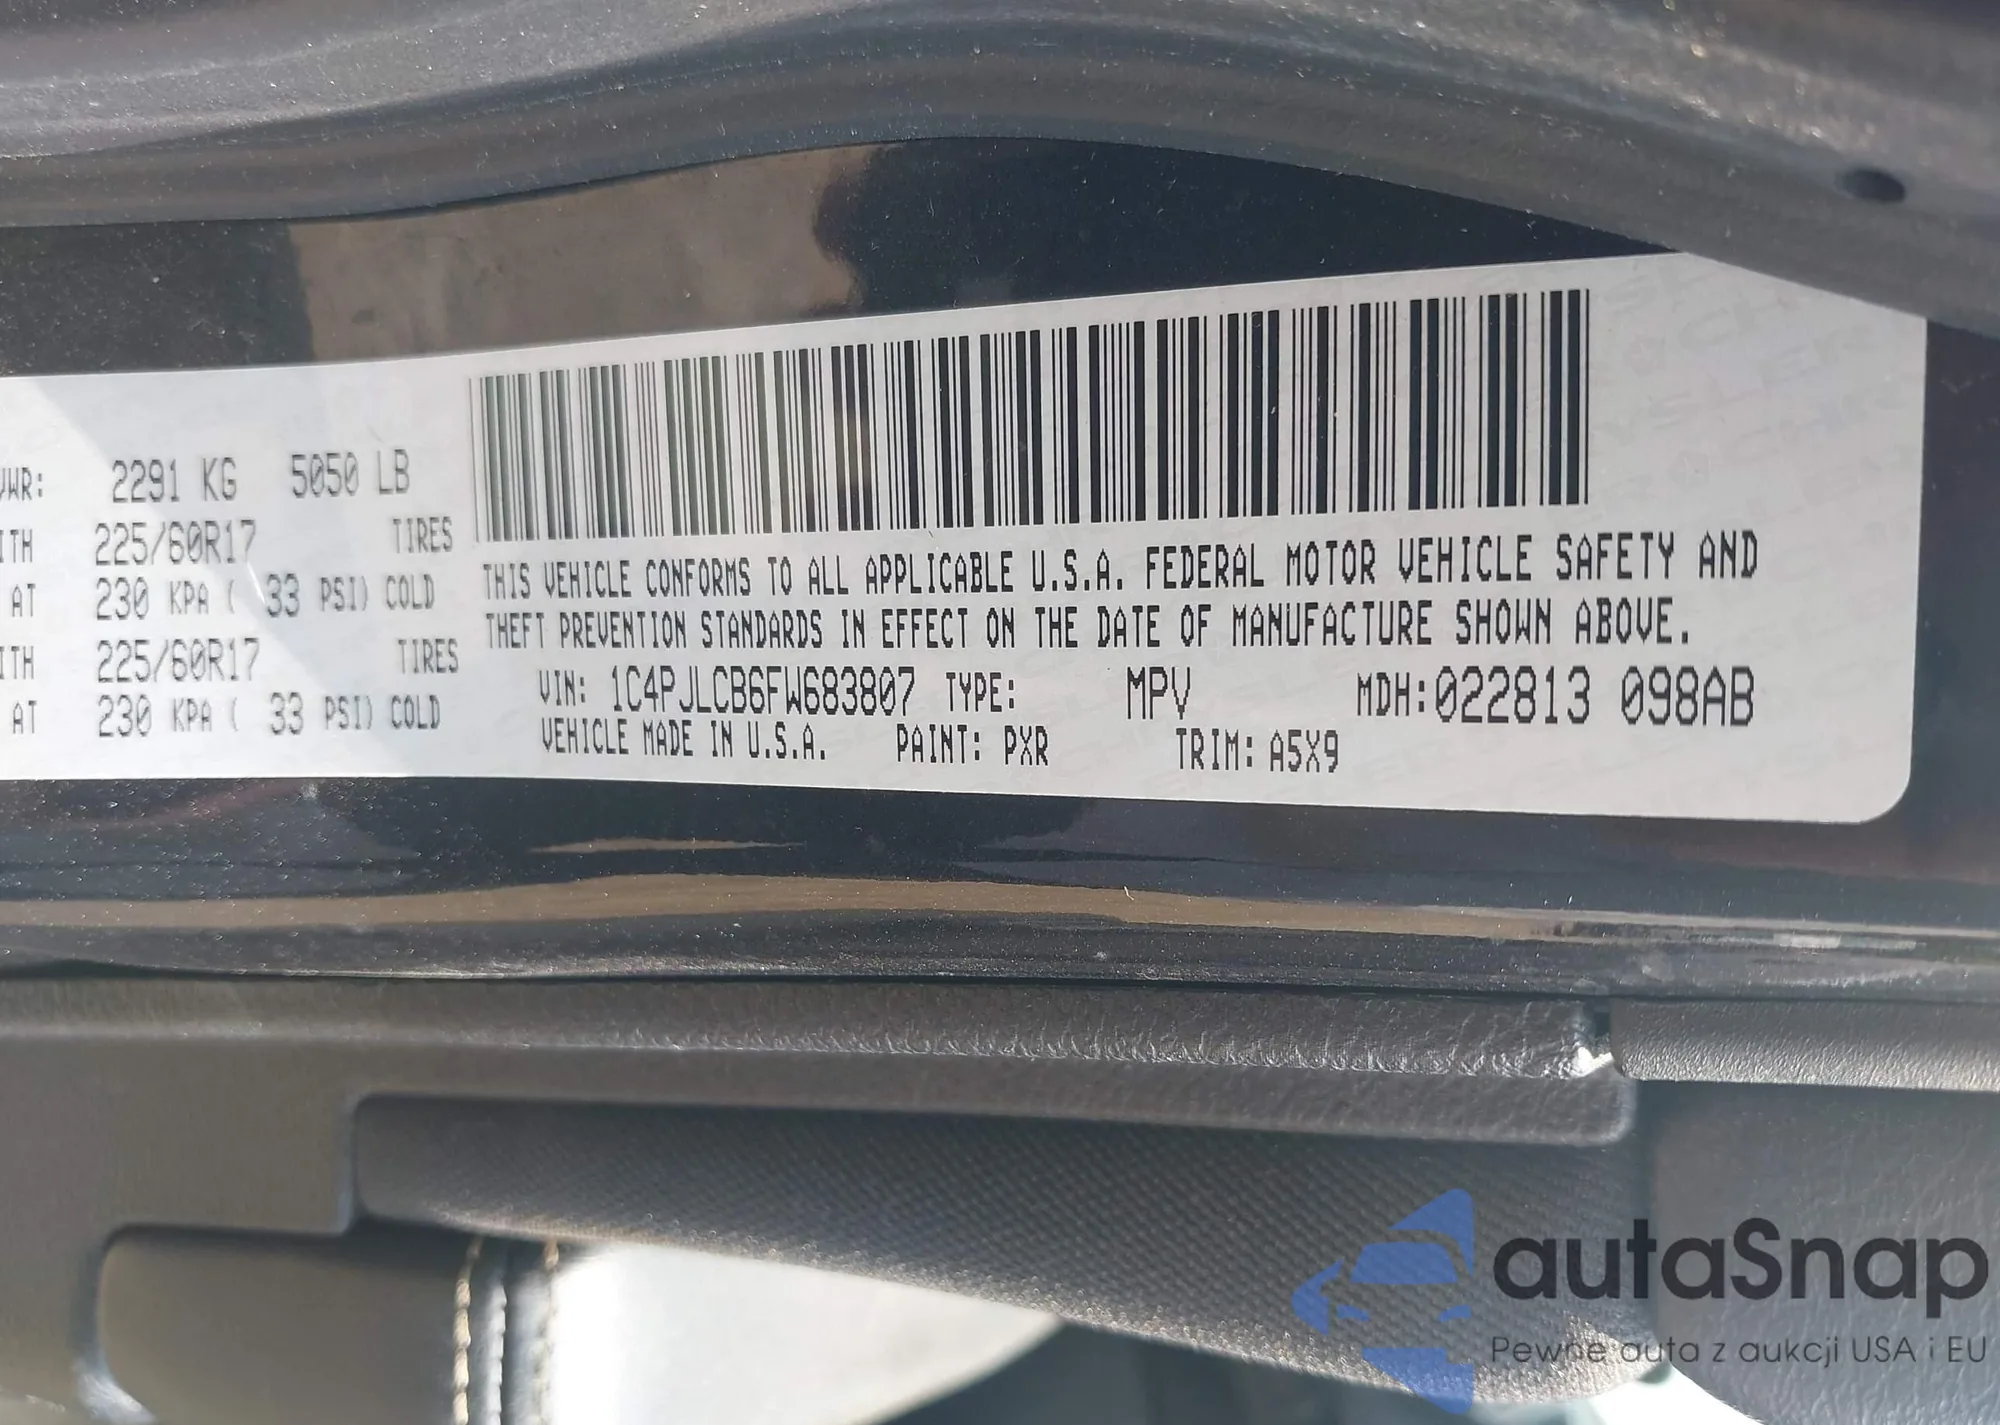 VWR: 2291 KG 5050 LB
ITH 225/60R17 TIRES
AT 230 KPA ( 33 PSI) COLD
ITH 225/60R17 TIRES
AT 230 KPA ( 33 PSI) COLD
THIS VEHICLE CONFORMS TO ALL APPLICABLE U.S.A. FEDERAL MOTOR VEHICLE SAFETY AND
THEFT PREVENTION STANDARDS IN EFFECT ON THE DATE OF MANUFACTURE SHOWN ABOVE.
VIN: 1C4PJLCB6FW683807 TYPE: MPV MDH:022813 098AB
VEHICLE MADE IN U.S.A. PAINT: PXR TRIM: A5X9
autaSnap
Pewne auta z aukcji USA i EU